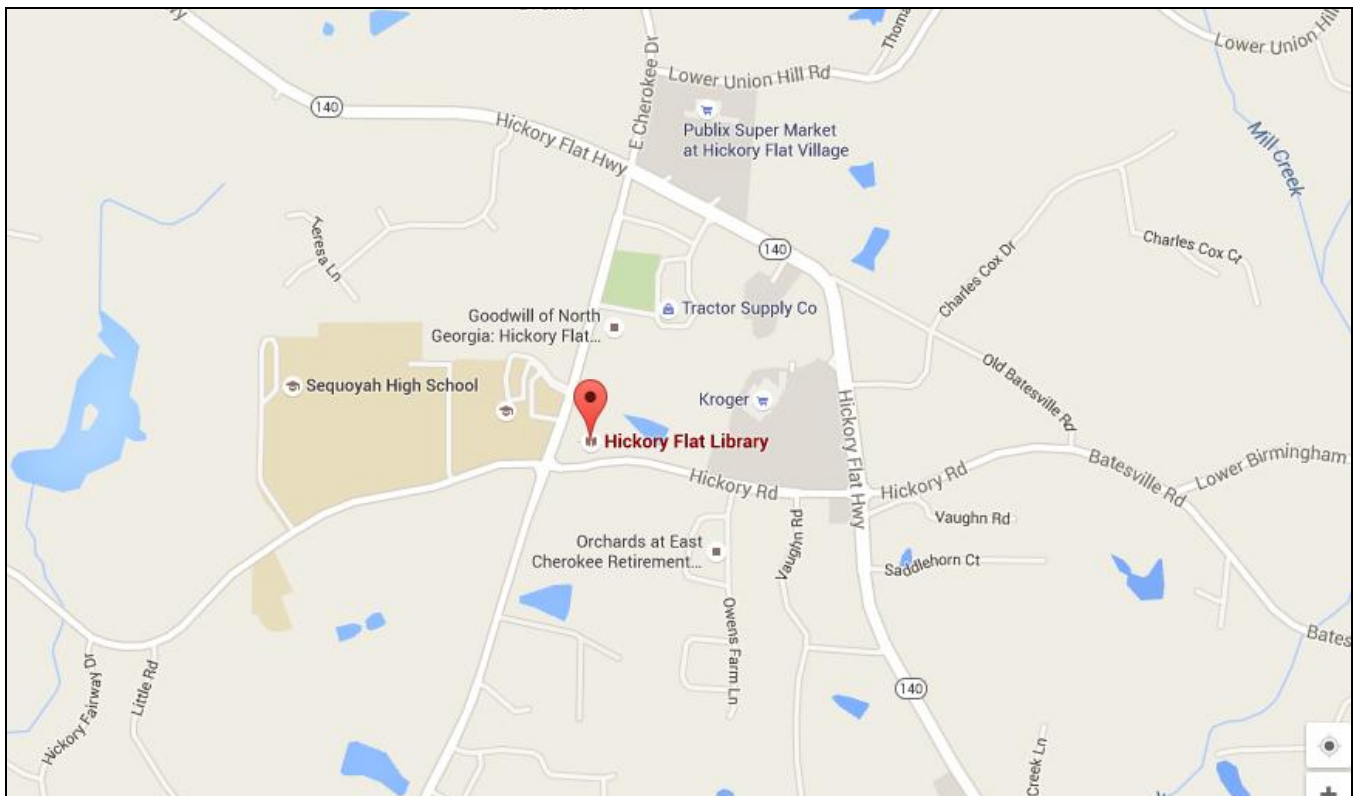 140
Hickory Flat Hwy
E Cherokee Dr
Lower Union Hill Rd
Thoma
Lower Union Hill
Publix Super Market
at Hickory Flat Village
Mill Creek
Teresa Ln
140
Charles Cox Dr
Charles Cox Ct
Goodwill of North
Georgia: Hickory Flat...
Tractor Supply Co
Sequoyah High School
Kroger
Old Batesville Rd
Hickory Flat Library
Hickory Flat Hwy
Hickory Rd
Hickory Rd
Batesville Rd
Lower Birmingham
Vaughn Rd
Vaughn Rd
Orchards at East
Cherokee Retirement...
Saddlehorn Ct
Owens Farm Ln
Bates
Hickory Fairway Dr
Little Rd
140
Creek Ln